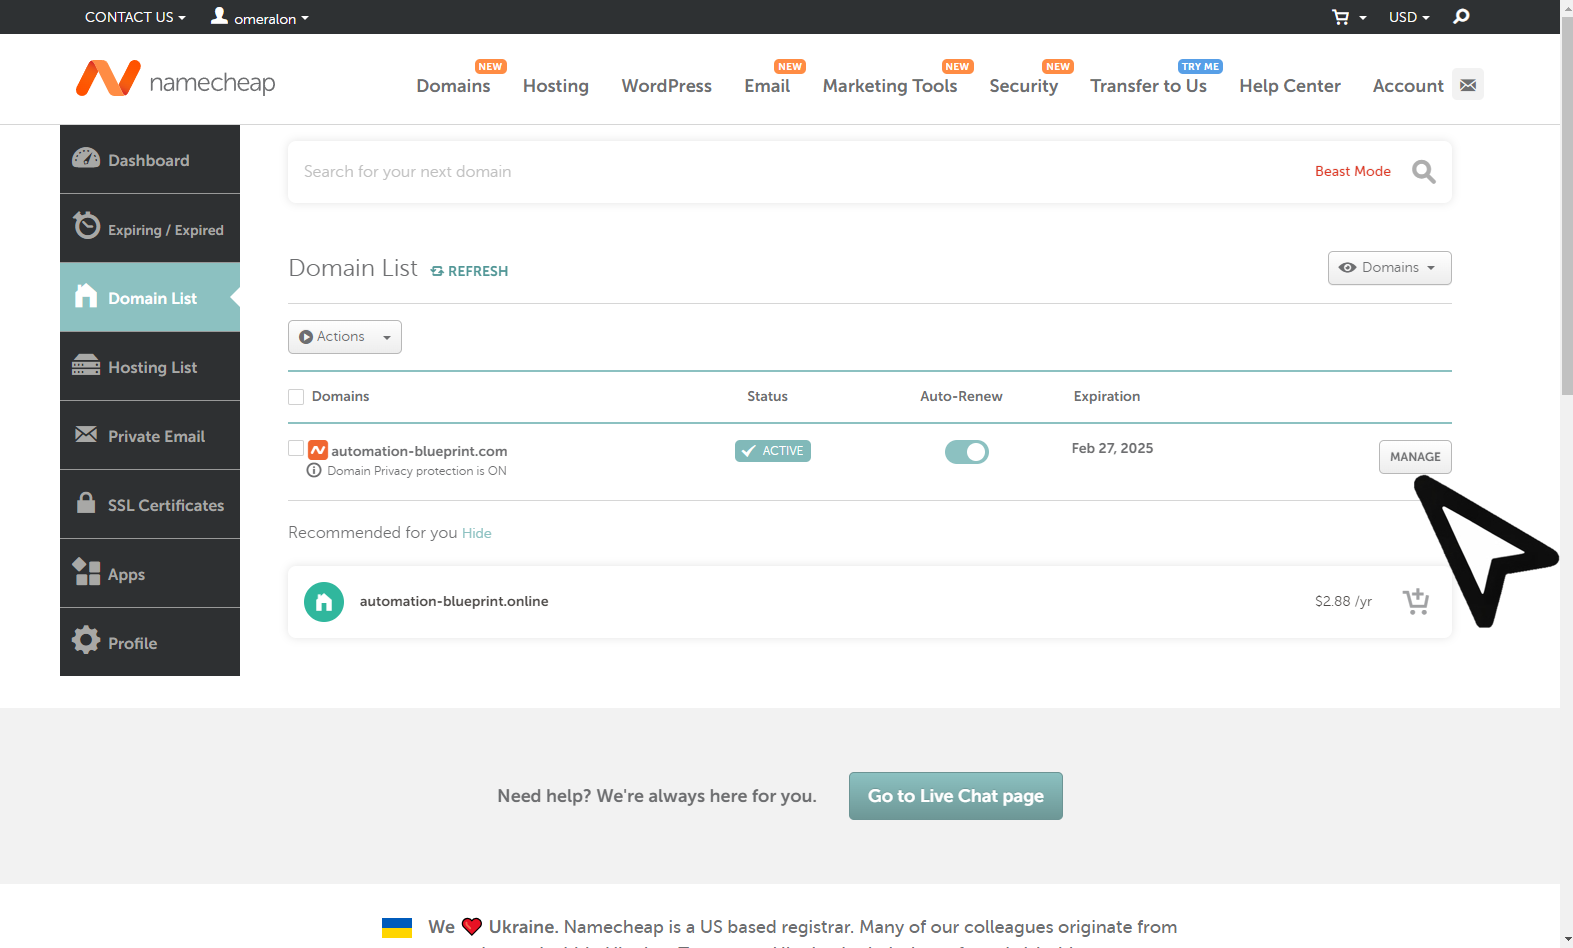 CONTACT US
omeralon
USD
namecheap
NEW
NEW
NEW
NEW
TRY ME
Domains
Hosting
WordPress
Email
Marketing Tools
Security
Transfer to Us
Help Center
Account
Dashboard
Expiring / Expired
Domain List
Hosting List
Private Email
SSL Certificates
Apps
Profile
Search for your next domain
Beast Mode
Domain List
REFRESH
Domains
Actions
Domains
Status
Auto-Renew
Expiration
automation-blueprint.com
Domain Privacy protection is ON
ACTIVE
Feb 27, 2025
MANAGE
Recommended for you Hide
automation-blueprint.online
$2.88 /yr
Need help? We're always here for you.
Go to Live Chat page
We ❤ Ukraine. Namecheap is a US based registrar. Many of our colleagues originate from